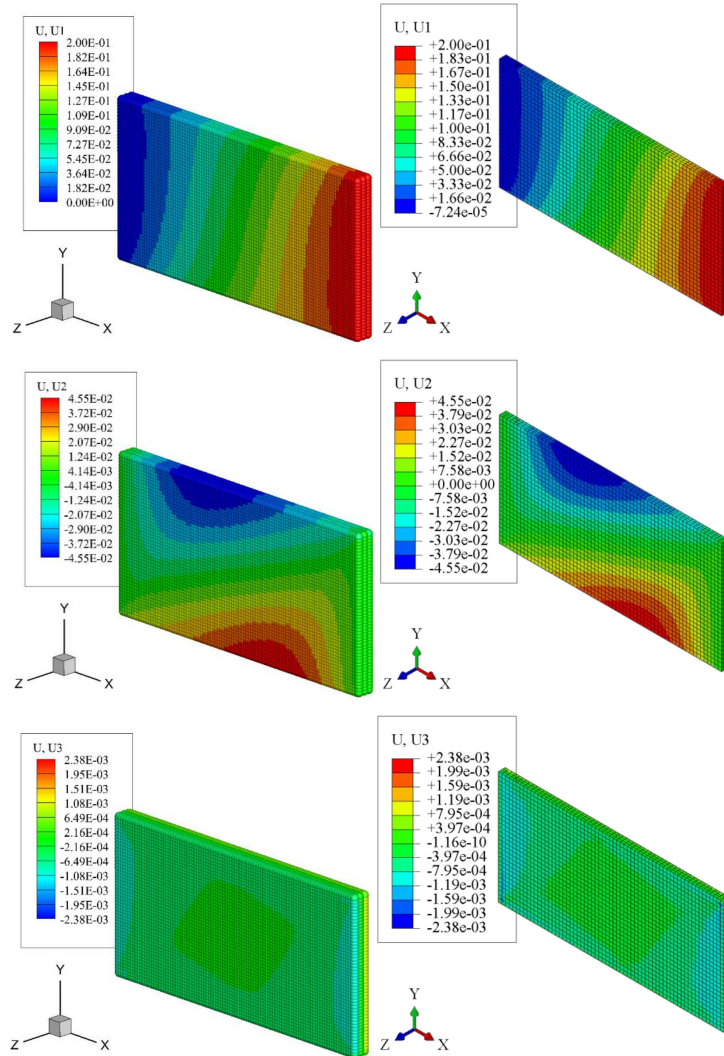 U, U1
2.00E-01
1.82E-01
1.64E-01
1.45E-01
1.27E-01
1.09E-01
9.09E-02
7.27E-02
5.45E-02
3.64E-02
1.82E-02
0.00E+00
Y
Z
X
U, U1
+2.00e-01
+1.83e-01
+1.67e-01
+1.50e-01
+1.33e-01
+1.17e-01
+1.00e-01
+8.33e-02
+6.66e-02
+5.00e-02
+3.33e-02
+1.66e-02
-7.24e-05
Y
Z
X
U, U2
4.55E-02
3.72E-02
2.90E-02
2.07E-02
1.24E-02
4.14E-03
-4.14E-03
-1.24E-02
-2.07E-02
-2.90E-02
-3.72E-02
-4.55E-02
Y
Z
X
U, U2
+4.55e-02
+3.79e-02
+3.03e-02
+2.27e-02
+1.52e-02
+7.58e-03
+0.00e+00
-7.58e-03
-1.52e-02
-2.27e-02
-3.03e-02
-3.79e-02
-4.55e-02
Y
Z
X
U, U3
2.38E-03
1.95E-03
1.51E-03
1.08E-03
6.49E-04
2.16E-04
-2.16E-04
-6.49E-04
-1.08E-03
-1.51E-03
-1.95E-03
-2.38E-03
Y
Z
X
U, U3
+2.38e-03
+1.99e-03
+1.59e-03
+1.19e-03
+7.95e-04
+3.97e-04
-1.16e-10
-3.97e-04
-7.95e-04
-1.19e-03
-1.59e-03
-1.99e-03
-2.38e-03
Y
Z
X